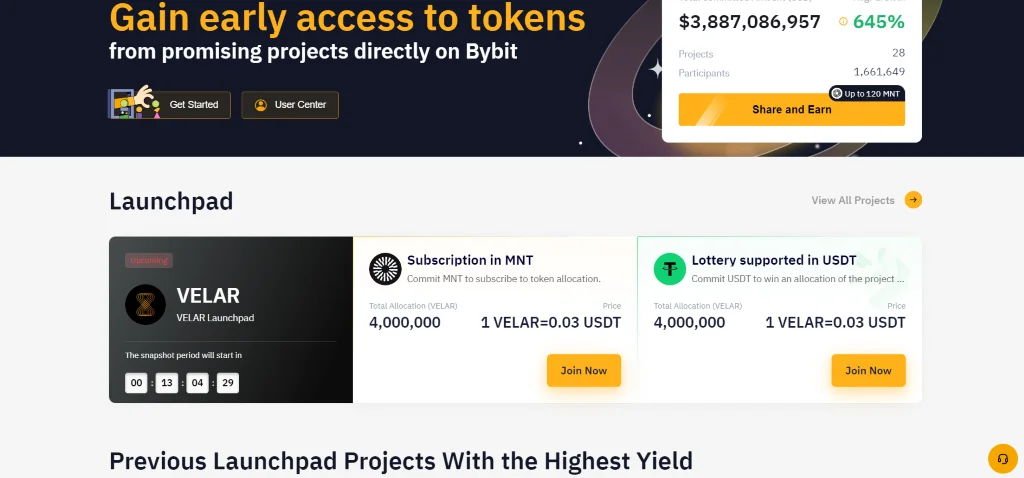 Gain early access to tokens
from promising projects directly on Bybit
Get Started
User Center
$3,887,086,957
645%
Projects
28
Participants
1,661,649
Up to 120 MNT
Share and Earn
Launchpad
View All Projects
Upcoming
VELAR
VELAR Launchpad
The snapshot period will start in
00 : 13 : 04 : 29
Subscription in MNT
Commit MNT to subscribe to token allocation.
Total Allocation (VELAR)
Price
4,000,000
1 VELAR=0.03 USDT
Join Now
Lottery supported in USDT
Commit USDT to win an allocation of the project ...
Total Allocation (VELAR)
Price
4,000,000
1 VELAR=0.03 USDT
Join Now
Previous Launchpad Projects With the Highest Yield